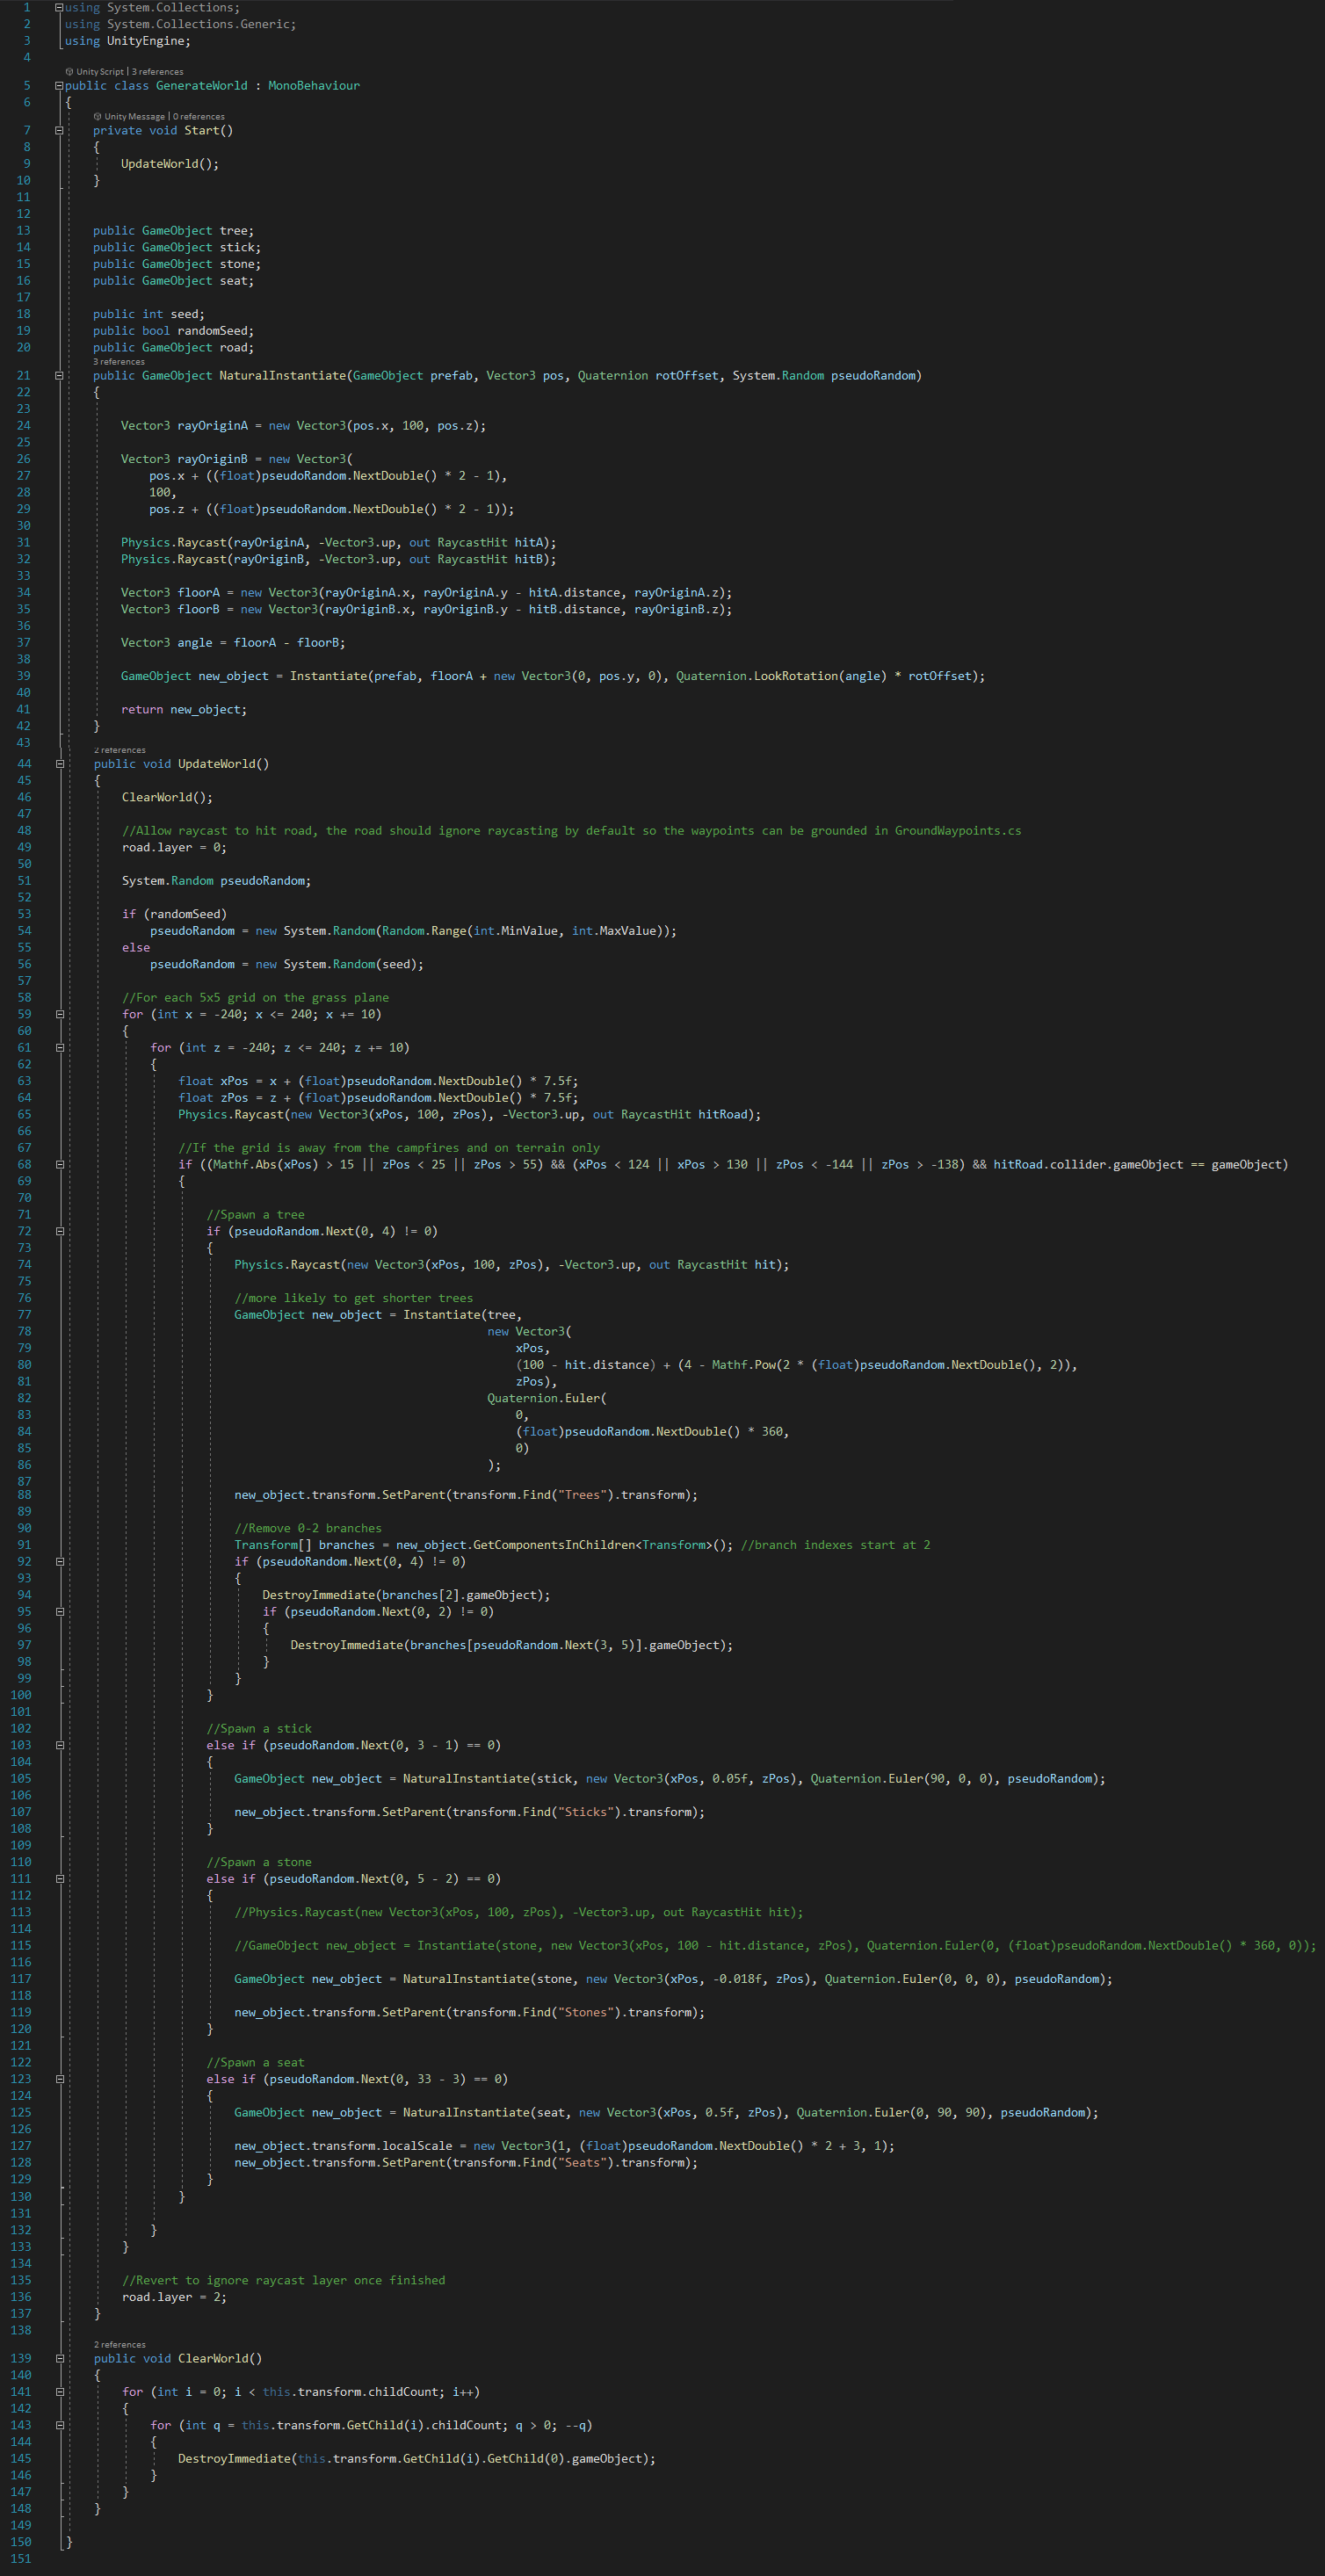 1 using System.Collections;
2 using System.Collections.Generic;
3 using UnityEngine;
4
Unity Script | 3 references
5 public class GenerateWorld : MonoBehaviour
6 {
Unity Message | 0 references
7 private void Start()
8 {
9 UpdateWorld();
10 }
11
12
13 public GameObject tree;
14 public GameObject stick;
15 public GameObject stone;
16 public GameObject seat;
17
18 public int seed;
19 public bool randomSeed;
20 public GameObject road;
3 references
21 public GameObject NaturalInstantiate(GameObject prefab, Vector3 pos, Quaternion rotOffset, System.Random pseudoRandom)
22 {
23
24 Vector3 rayOriginA = new Vector3(pos.x, 100, pos.z);
25
26 Vector3 rayOriginB = new Vector3(
27 pos.x + ((float)pseudoRandom.NextDouble() * 2 - 1),
28 100,
29 pos.z + ((float)pseudoRandom.NextDouble() * 2 - 1));
30
31 Physics.Raycast(rayOriginA, -Vector3.up, out RaycastHit hitA);
32 Physics.Raycast(rayOriginB, -Vector3.up, out RaycastHit hitB);
33
34 Vector3 floorA = new Vector3(rayOriginA.x, rayOriginA.y - hitA.distance, rayOriginA.z);
35 Vector3 floorB = new Vector3(rayOriginB.x, rayOriginB.y - hitB.distance, rayOriginB.z);
36
37 Vector3 angle = floorA - floorB;
38
39 GameObject new_object = Instantiate(prefab, floorA + new Vector3(0, pos.y, 0), Quaternion.LookRotation(angle) * rotOffset);
40
41 return new_object;
42 }
43
2 references
44 public void UpdateWorld()
45 {
46 ClearWorld();
47
48 //Allow raycast to hit road, the road should ignore raycasting by default so the waypoints can be grounded in GroundWaypoints.cs
49 road.layer = 0;
50
51 System.Random pseudoRandom;
52
53 if (randomSeed)
54 pseudoRandom = new System.Random(Random.Range(int.MinValue, int.MaxValue));
55 else
56 pseudoRandom = new System.Random(seed);
57
58 //For each 5x5 grid on the grass plane
59 for (int x = -240; x <= 240; x += 10)
60 {
61 for (int z = -240; z <= 240; z += 10)
62 {
63 float xPos = x + (float)pseudoRandom.NextDouble() * 7.5f;
64 float zPos = z + (float)pseudoRandom.NextDouble() * 7.5f;
65 Physics.Raycast(new Vector3(xPos, 100, zPos), -Vector3.up, out RaycastHit hitRoad);
66
67 //If the grid is away from the campfires and on terrain only
68 if ((Mathf.Abs(xPos) > 15 || zPos < 25 || zPos > 55) && (xPos < 124 || xPos > 130 || zPos < -144 || zPos > -138) && hitRoad.collider.gameObject == gameObject)
69 {
70
71 //Spawn a tree
72 if (pseudoRandom.Next(0, 4) != 0)
73 {
74 Physics.Raycast(new Vector3(xPos, 100, zPos), -Vector3.up, out RaycastHit hit);
75
76 //more likely to get shorter trees
77 GameObject new_object = Instantiate(tree,
78 new Vector3(
79 xPos,
80 (100 - hit.distance) + (4 - Mathf.Pow(2 * (float)pseudoRandom.NextDouble(), 2)),
81 zPos),
82 Quaternion.Euler(
83 0,
84 (float)pseudoRandom.NextDouble() * 360,
85 0)
86 );
87
88 new_object.transform.SetParent(transform.Find("Trees").transform);
89
90 //Remove 0-2 branches
91 Transform[] branches = new_object.GetComponentsInChildren<Transform>(); //branch indexes start at 2
92 if (pseudoRandom.Next(0, 4) != 0)
93 {
94 DestroyImmediate(branches[2].gameObject);
95 if (pseudoRandom.Next(0, 2) != 0)
96 {
97 DestroyImmediate(branches[pseudoRandom.Next(3, 5)].gameObject);
98 }
99 }
100 }
101
102 //Spawn a stick
103 else if (pseudoRandom.Next(0, 3 - 1) == 0)
104 {
105 GameObject new_object = NaturalInstantiate(stick, new Vector3(xPos, 0.05f, zPos), Quaternion.Euler(90, 0, 0), pseudoRandom);
106
107 new_object.transform.SetParent(transform.Find("Sticks").transform);
108 }
109
110 //Spawn a stone
111 else if (pseudoRandom.Next(0, 5 - 2) == 0)
112 {
113 //Physics.Raycast(new Vector3(xPos, 100, zPos), -Vector3.up, out RaycastHit hit);
114
115 //GameObject new_object = Instantiate(stone, new Vector3(xPos, 100 - hit.distance, zPos), Quaternion.Euler(0, (float)pseudoRandom.NextDouble() * 360, 0));
116
117 GameObject new_object = NaturalInstantiate(stone, new Vector3(xPos, -0.018f, zPos), Quaternion.Euler(0, 0, 0), pseudoRandom);
118
119 new_object.transform.SetParent(transform.Find("Stones").transform);
120 }
121
122 //Spawn a seat
123 else if (pseudoRandom.Next(0, 33 - 3) == 0)
124 {
125 GameObject new_object = NaturalInstantiate(seat, new Vector3(xPos, 0.5f, zPos), Quaternion.Euler(0, 90, 90), pseudoRandom);
126
127 new_object.transform.localScale = new Vector3(1, (float)pseudoRandom.NextDouble() * 2 + 3, 1);
128 new_object.transform.SetParent(transform.Find("Seats").transform);
129 }
130 }
131
132 }
133 }
134
135 //Revert to ignore raycast layer once finished
136 road.layer = 2;
137 }
138
2 references
139 public void ClearWorld()
140 {
141 for (int i = 0; i < this.transform.childCount; i++)
142 {
143 for (int q = this.transform.GetChild(i).childCount; q > 0; --q)
144 {
145 DestroyImmediate(this.transform.GetChild(i).GetChild(0).gameObject);
146 }
147 }
148 }
149
150 }
151